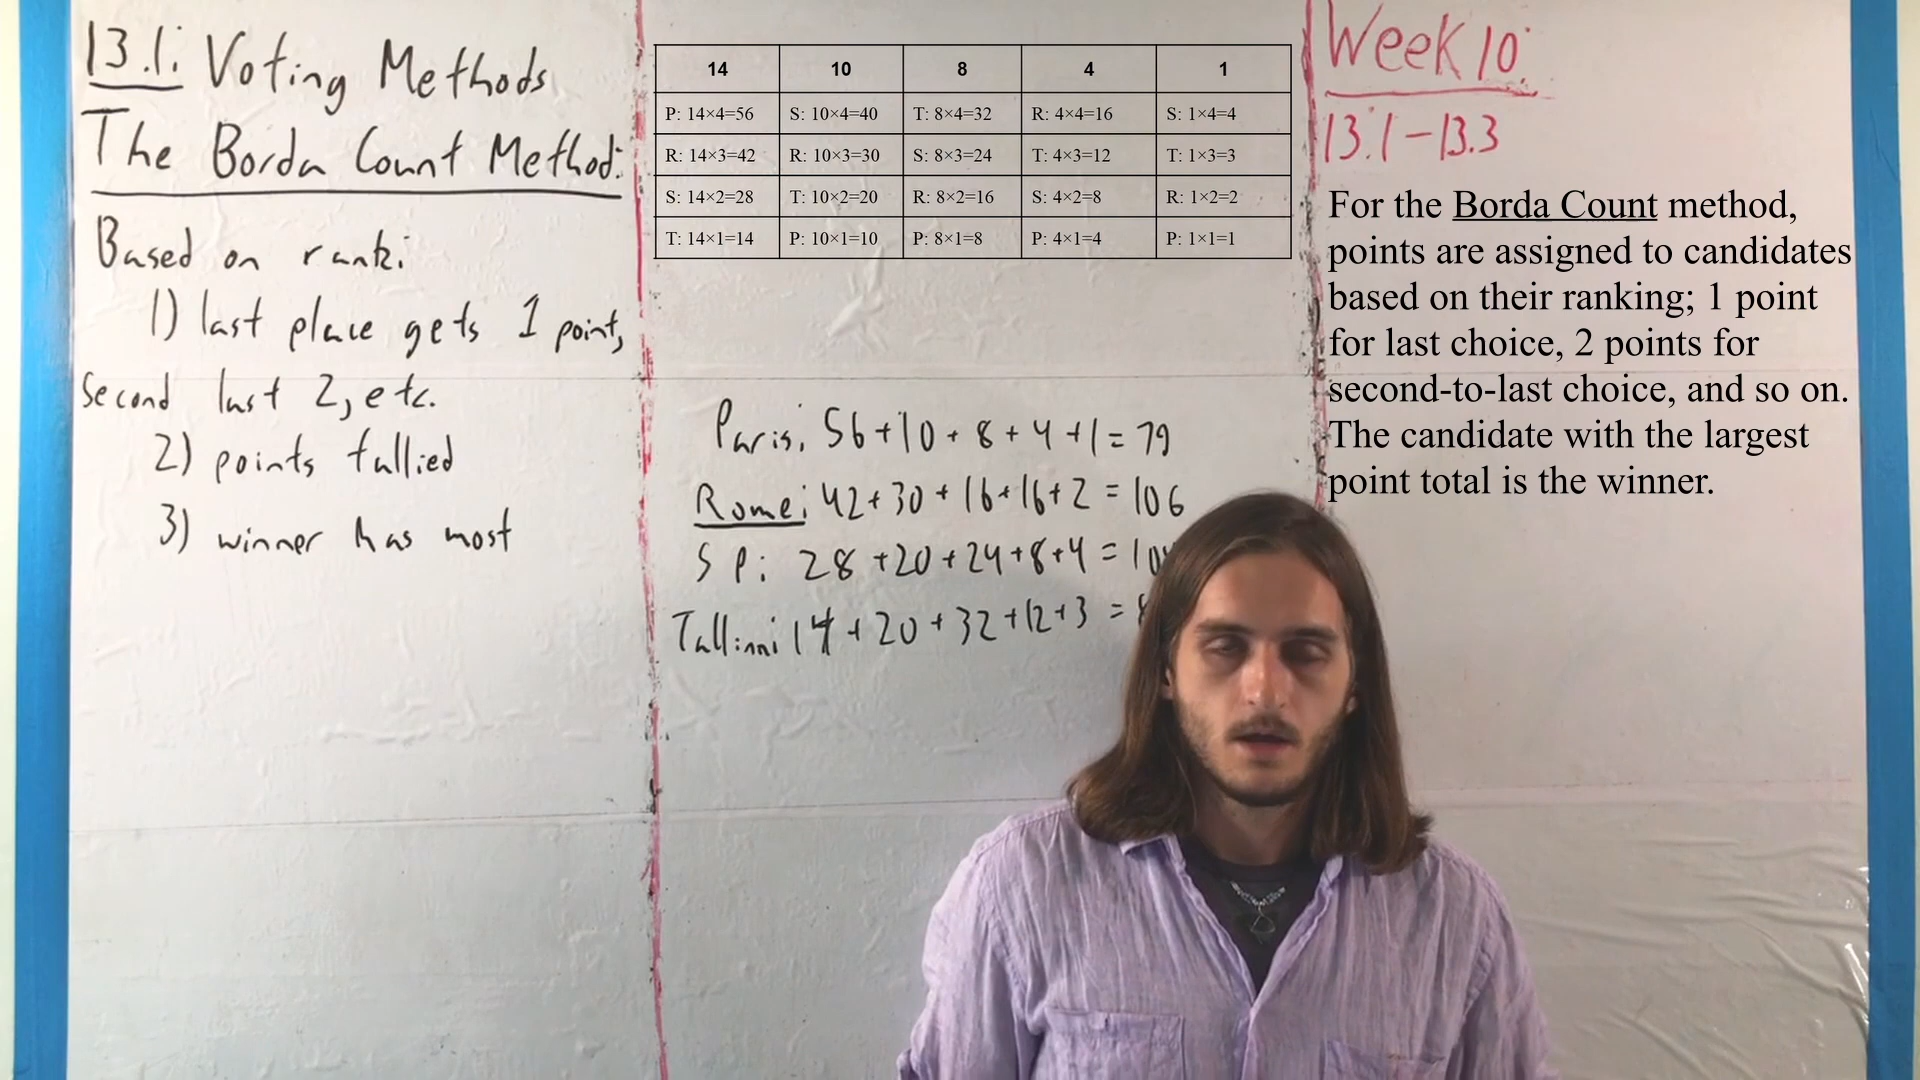 13.1: Voting Methods
The Borda Count Method:
Based on rank:
1) last place gets 1 point,
second last 2, etc.
2) points tallied
3) winner has most
14 10 8 4 1
P: 14×4=56 S: 10×4=40 T: 8×4=32 R: 4×4=16 S: 1×4=4
R: 14×3=42 R: 10×3=30 S: 8×3=24 T: 4×3=12 T: 1×3=3
S: 14×2=28 T: 10×2=20 R: 8×2=16 S: 4×2=8 R: 1×2=2
T: 14×1=14 P: 10×1=10 P: 8×1=8 P: 4×1=4 P: 1×1=1
Paris: 56+10+8+4+1=79
Rome: 42+30+16+16+2=106
SP: 28+20+24+8+4=10
Tallinn: 14+20+32+12+3=
Week 10:
13.1-13.3
For the Borda Count method,
points are assigned to candidates
based on their ranking; 1 point
for last choice, 2 points for
second-to-last choice, and so on.
The candidate with the largest
point total is the winner.